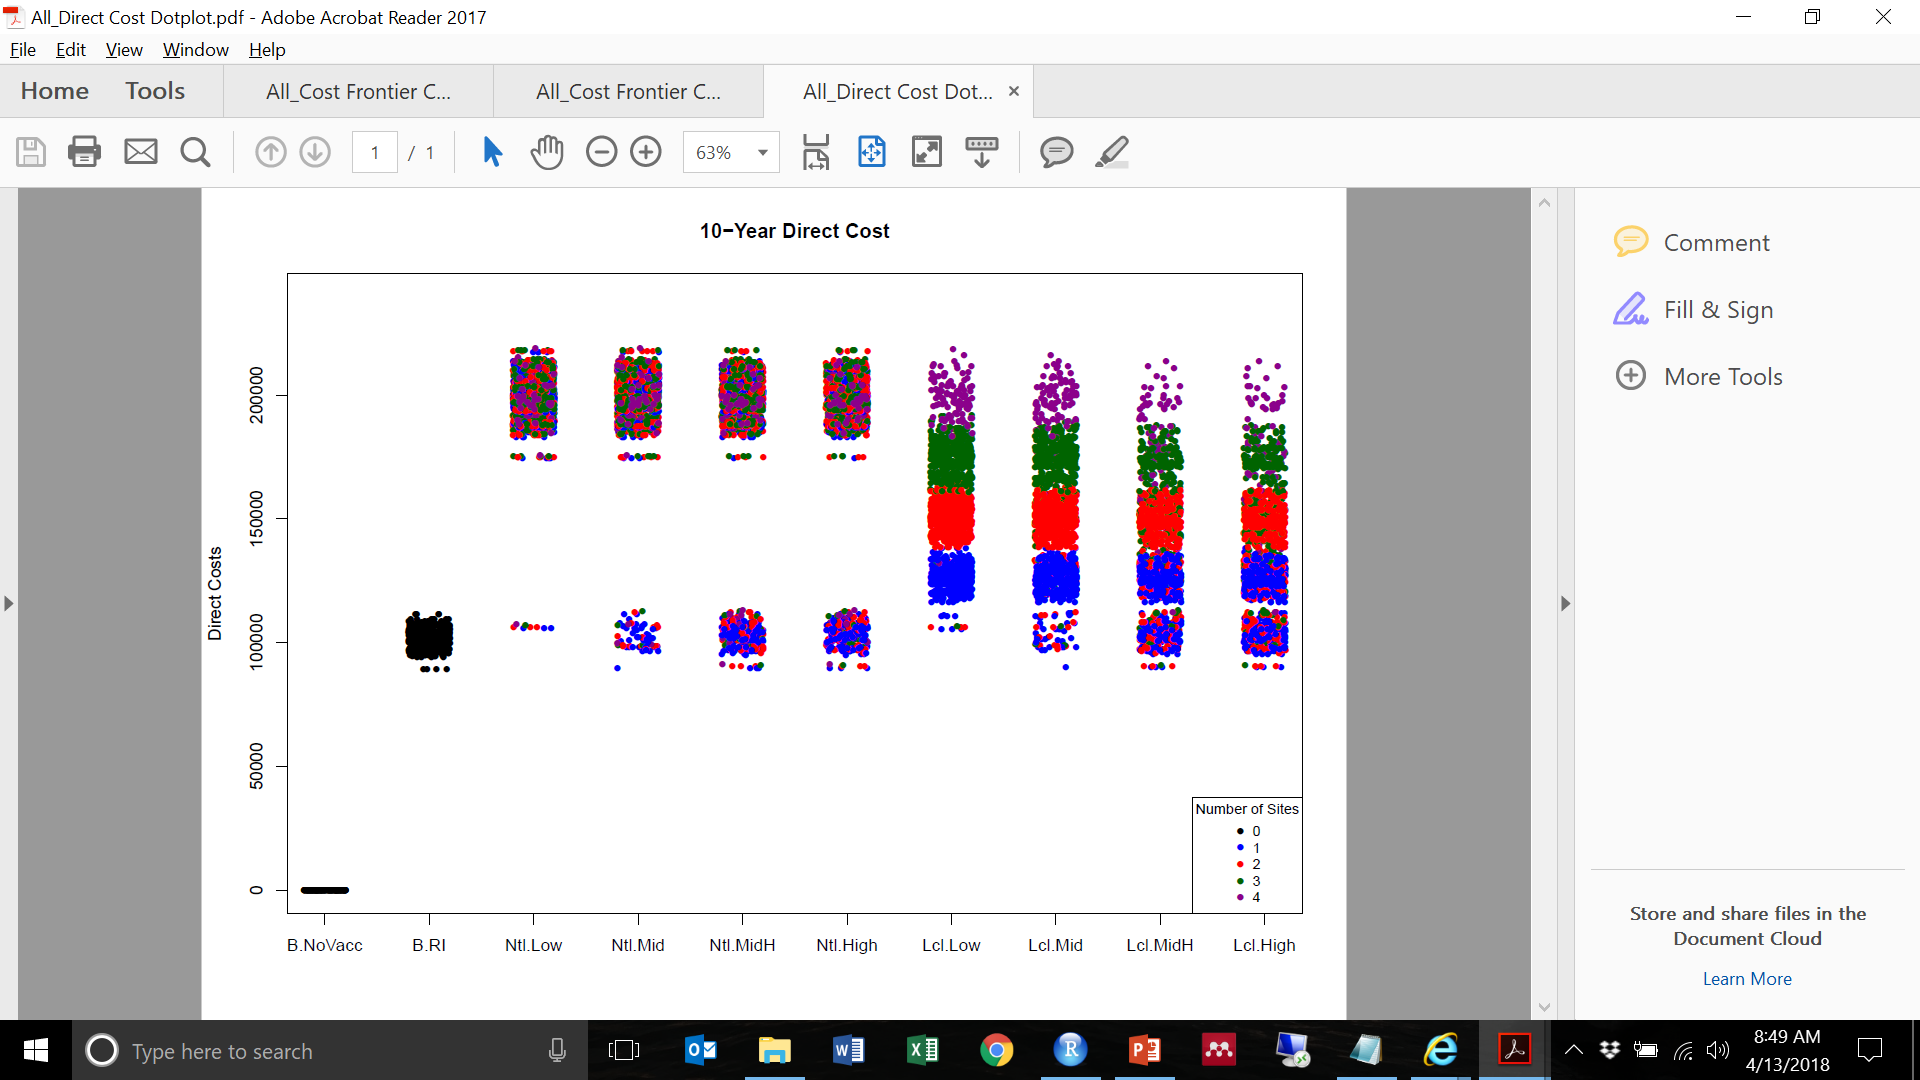 All_Direct Cost Dotplot.pdf - Adobe Acrobat Reader 2017
File Edit View Window Help
Home Tools All_Cost Frontier C... All_Cost Frontier C... All_Direct Cost Dot... ×
1 / 1 63%
10−Year Direct Cost
Direct Costs
200000
150000
100000
50000
0
Number of Sites
0
1
2
3
4
B.NoVacc B.RI Ntl.Low Ntl.Mid Ntl.MidH Ntl.High Lcl.Low Lcl.Mid Lcl.MidH Lcl.High
Comment
Fill & Sign
More Tools
Store and share files in the
Document Cloud
Learn More
Type here to search
8:49 AM
4/13/2018